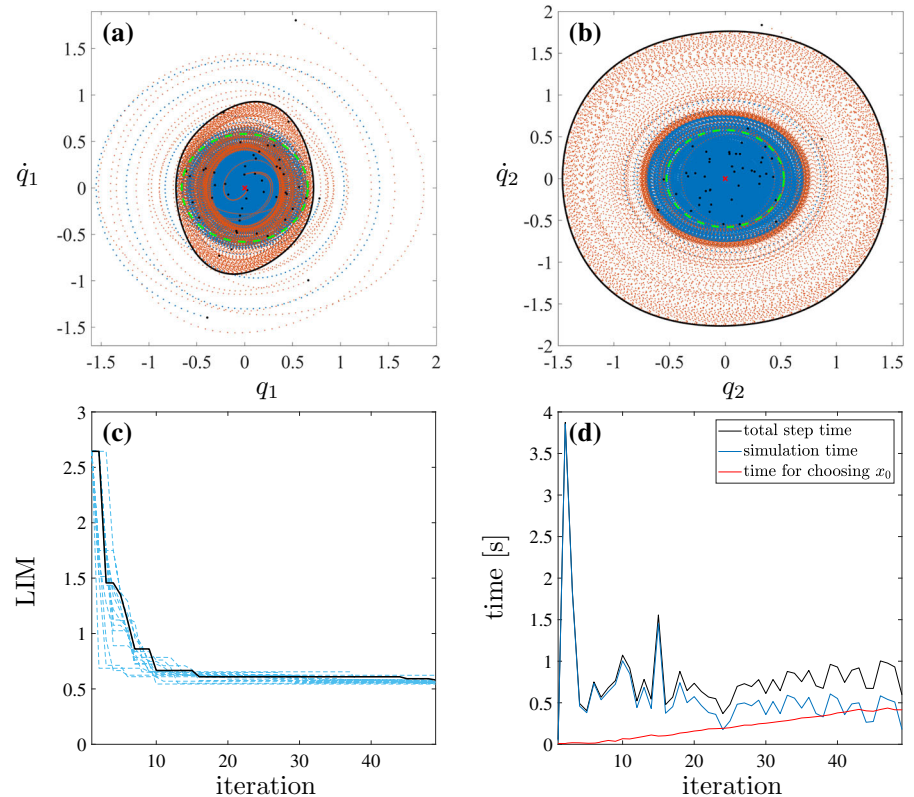 (a)
q̇1
1.5
1
0.5
0
-0.5
-1
-1.5
-1.5 -1 -0.5 0 0.5 1 1.5 2
q1
(b)
q̇2
2
1.5
1
0.5
0
-0.5
-1
-1.5
-2
-1.5 -1 -0.5 0 0.5 1 1.5
q2
(c)
LIM
3
2.5
2
1.5
1
0.5
0
10 20 30 40
iteration
(d)
total step time
simulation time
time for choosing x0
time [s]
4
3.5
3
2.5
2
1.5
1
0.5
0
10 20 30 40
iteration